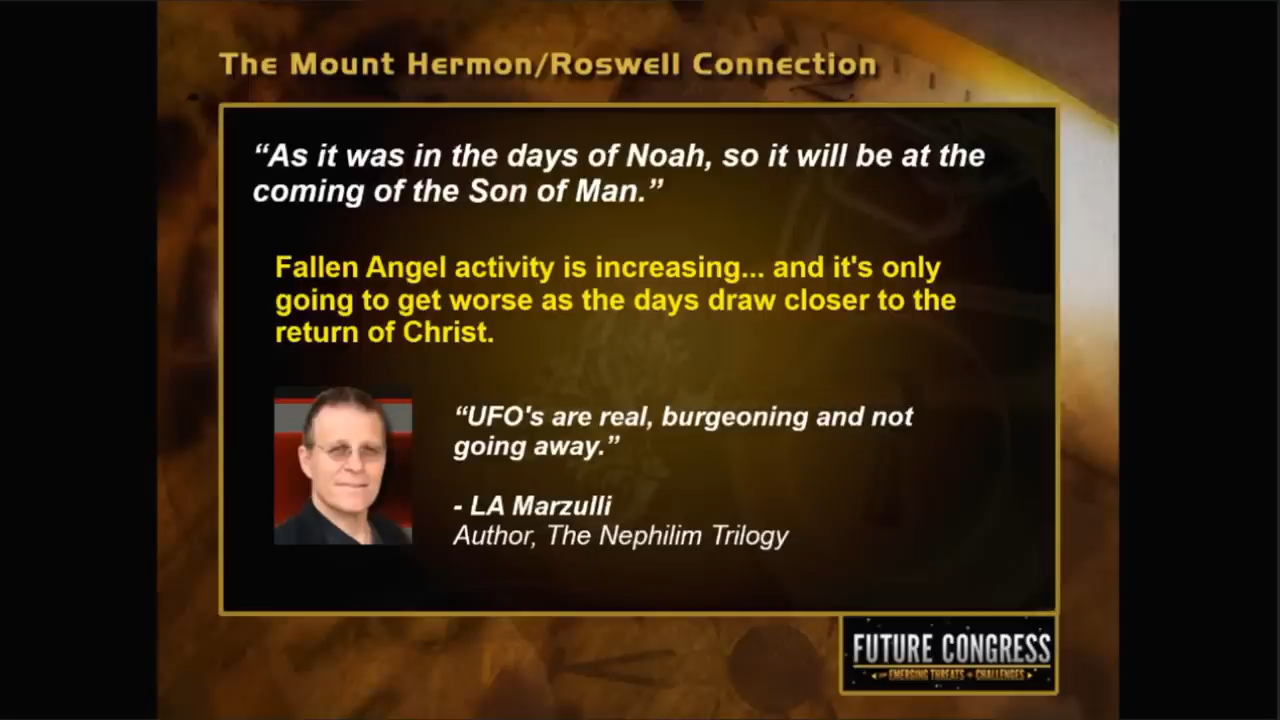 The Mount Hermon/Roswell Connection
“As it was in the days of Noah, so it will be at the
coming of the Son of Man.”
Fallen Angel activity is increasing... and it's only
going to get worse as the days draw closer to the
return of Christ.
“UFO's are real, burgeoning and not
going away.”
- LA Marzulli
Author, The Nephilim Trilogy
FUTURE CONGRESS
EMERGING THREATS + CHALLENGES